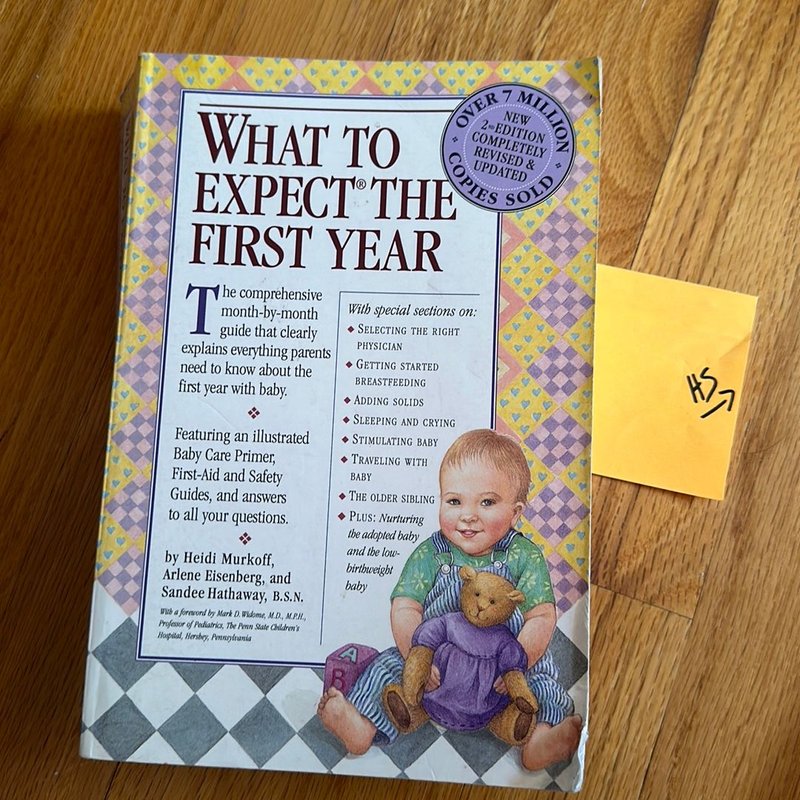 WHAT TO
EXPECT® THE
FIRST YEAR
OVER 7 MILLION
COPIES SOLD
NEW
2ND EDITION
COMPLETELY
REVISED &
UPDATED
The comprehensive
month-by-month
guide that clearly
explains everything parents
need to know about the
first year with baby.
Featuring an illustrated
Baby Care Primer,
First-Aid and Safety
Guides, and answers
to all your questions.
by Heidi Murkoff,
Arlene Eisenberg, and
Sandee Hathaway, B.S.N.
With a foreword by Mark D. Widome, M.D., M.P.H.,
Professor of Pediatrics, The Penn State Children's
Hospital, Hershey, Pennsylvania
With special sections on:
◆ SELECTING THE RIGHT
PHYSICIAN
◆ GETTING STARTED
BREASTFEEDING
◆ ADDING SOLIDS
◆ SLEEPING AND CRYING
◆ STIMULATING BABY
◆ TRAVELING WITH
BABY
◆ THE OLDER SIBLING
◆ PLUS: Nurturing
the adopted baby
and the low-
birthweight
baby
A
B
HS